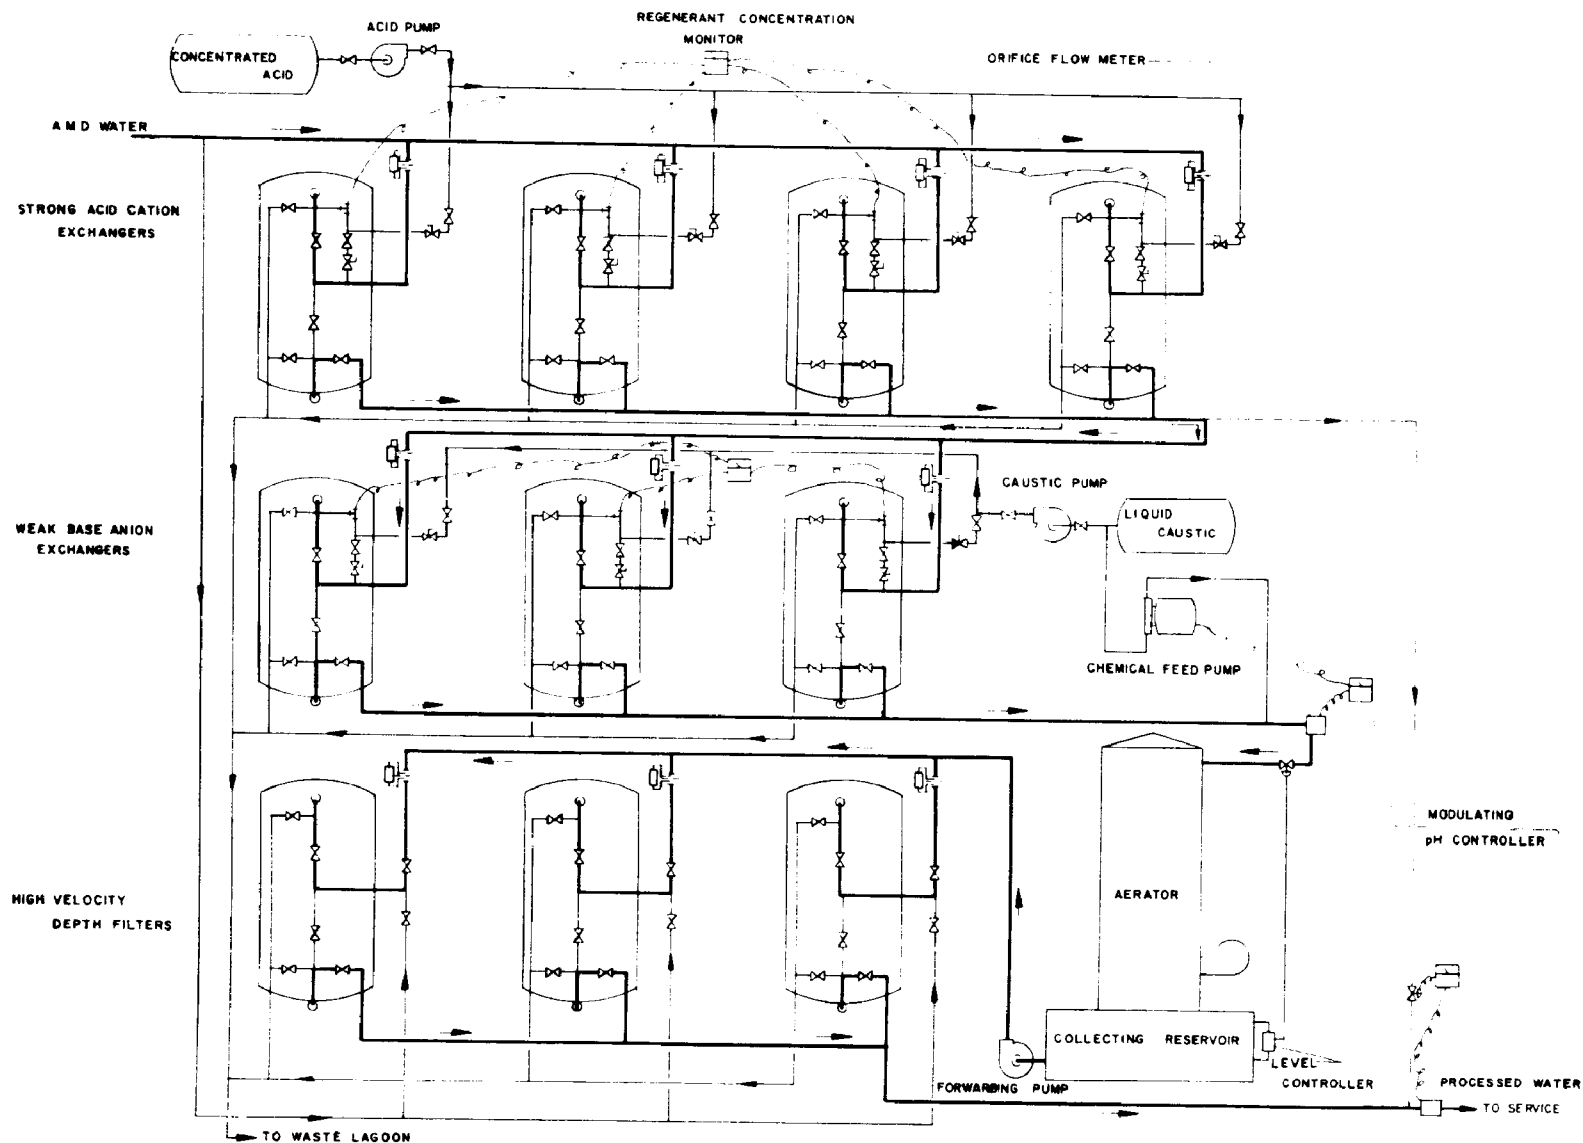 REGENERANT CONCENTRATION
MONITOR
ACID PUMP
CONCENTRATED
ACID
ORIFICE FLOW METER
AMD WATER
STRONG ACID CATION
EXCHANGERS
CAUSTIC PUMP
LIQUID
CAUSTIC
WEAK BASE ANION
EXCHANGERS
CHEMICAL FEED PUMP
MODULATING
pH CONTROLLER
HIGH VELOCITY
DEPTH FILTERS
AERATOR
COLLECTING RESERVOIR
LEVEL
CONTROLLER
FORWARDING PUMP
PROCESSED WATER
TO SERVICE
TO WASTE LAGOON